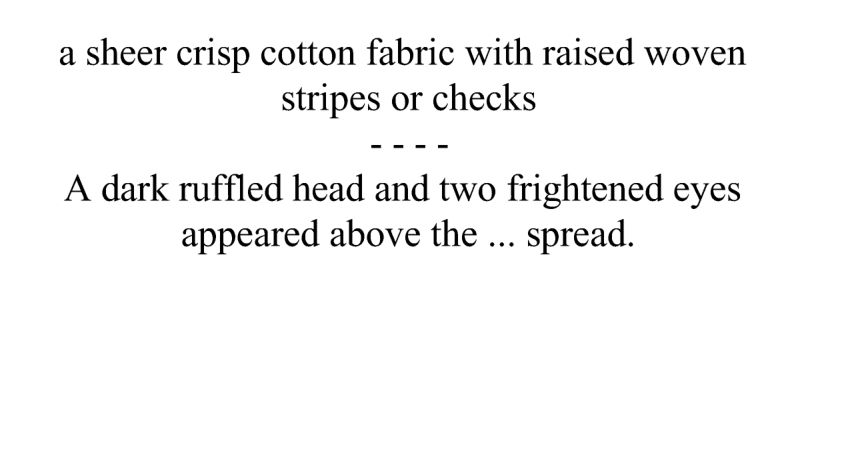 a sheer crisp cotton fabric with raised woven
stripes or checks
- - - -
A dark ruffled head and two frightened eyes
appeared above the ... spread.